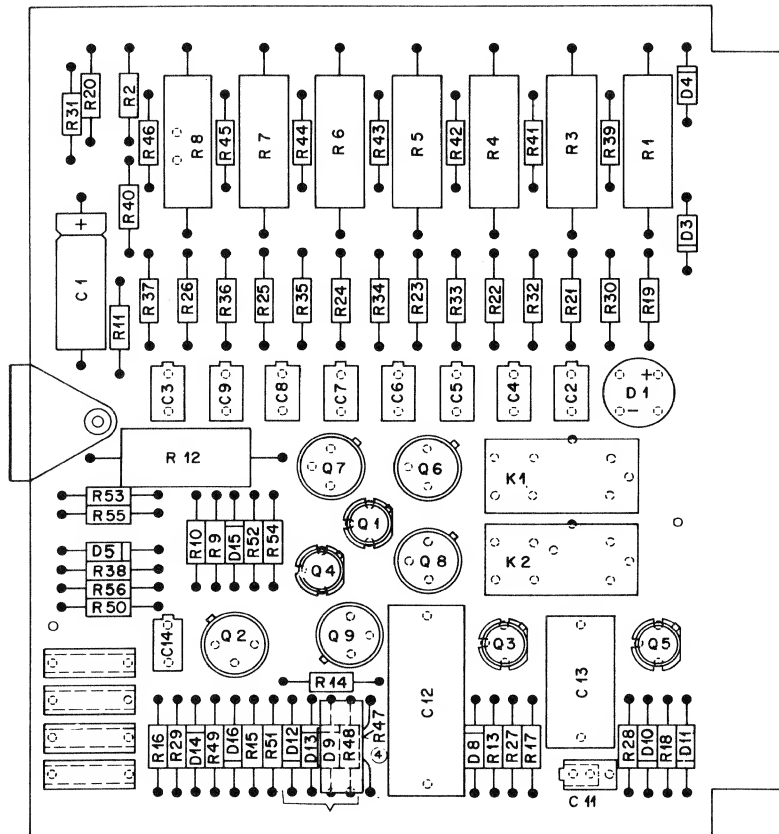 R31
R20
R2
R46
R8
R45
R7
R44
R6
R43
R5
R42
R4
R41
R3
R39
R1
D4
R40
D3
+
C1
R11
R37
R26
R36
R25
R35
R24
R34
R23
R33
R22
R32
R21
R30
R19
C3
C9
C8
C7
C6
C5
C4
C2
+
D1
-
R 12
Q7
Q6
K1
R53
R55
Q1
R10
R9
D15
R52
R54
D5
R38
R56
R50
Q4
Q8
K2
C14
Q2
Q9
Q3
Q5
R14
C12
C13
R16
R29
D14
R49
D16
R15
R51
D12
D13
D9
R48
R47
4
D8
R13
R27
R17
R28
D10
R18
D11
C 11